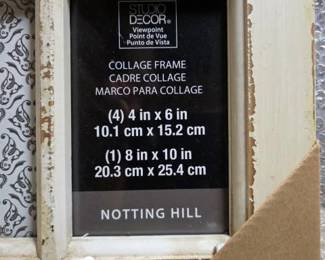 STUDIO
DECOR®
Viewpoint
Point de Vue
Punto de Vista
COLLAGE FRAME
CADRE COLLAGE
MARCO PARA COLLAGE
(4) 4 in x 6 in
10.1 cm x 15.2 cm
(1) 8 in x 10 in
20.3 cm x 25.4 cm
NOTTING HILL